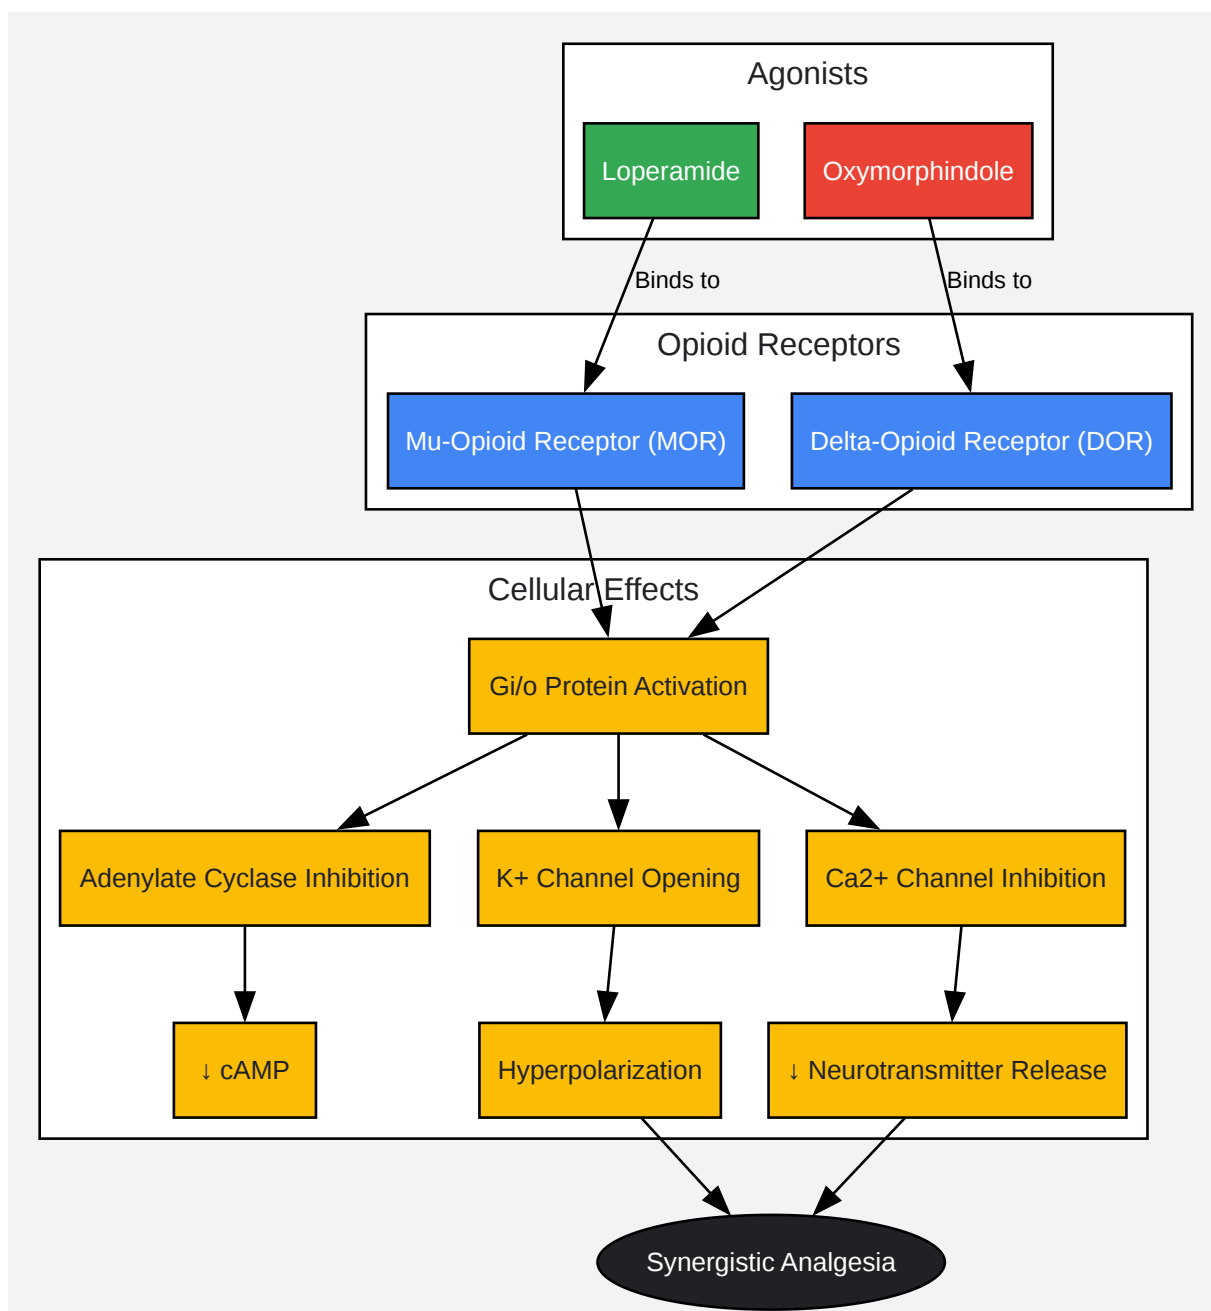 Agonists
Loperamide
Oxymorphindole
Binds to
Binds to
Opioid Receptors
Mu-Opioid Receptor (MOR)
Delta-Opioid Receptor (DOR)
Cellular Effects
Gi/o Protein Activation
Adenylate Cyclase Inhibition
K+ Channel Opening
Ca2+ Channel Inhibition
↓ cAMP
Hyperpolarization
↓ Neurotransmitter Release
Synergistic Analgesia